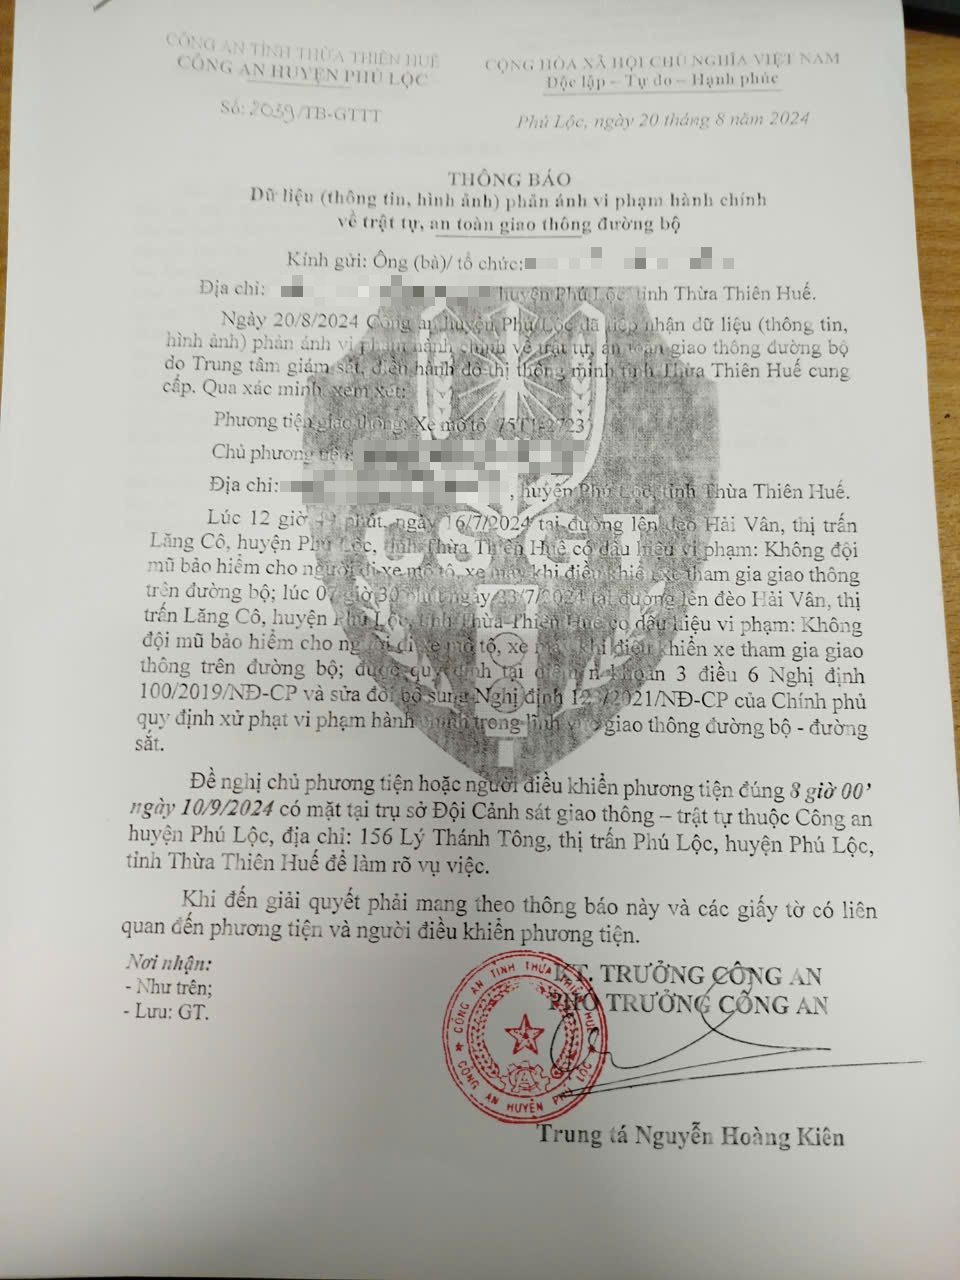 CÔNG AN TỈNH THỪA THIÊN HUẾ
CÔNG AN HUYỆN PHÚ LỘC
CỘNG HÒA XÃ HỘI CHỦ NGHĨA VIỆT NAM
Độc lập – Tự do – Hạnh phúc
Số: 2039/TB-GTTT
Phú Lộc, ngày 20 tháng 8 năm 2024
THÔNG BÁO
Dữ liệu (thông tin, hình ảnh) phản ánh vi phạm hành chính
về trật tự, an toàn giao thông đường bộ
Kính gửi: Ông (bà)/ tổ chức:
Địa chỉ: huyện Phú Lộc, tỉnh Thừa Thiên Huế.
Ngày 20/8/2024 Công an huyện Phú Lộc đã tiếp nhận dữ liệu (thông tin,
hình ảnh) phản ánh vi phạm hành chính về trật tự, an toàn giao thông đường bộ
do Trung tâm giám sát, điều hành đô thị thông minh tỉnh Thừa Thiên Huế cung
cấp. Qua xác minh, xem xét:
Phương tiện giao thông: Xe mô tô
Chủ phương tiện:
Địa chỉ: , huyện Phú Lộc, tỉnh Thừa Thiên Huế.
Lúc 12 giờ phút, ngày 16/7/2024 tại đường lên đèo Hải Vân, thị trấn
Lăng Cô, huyện Phú Lộc, tỉnh Thừa Thiên Huế có dấu hiệu vi phạm: Không đội
mũ bảo hiểm cho người đi xe mô tô, xe máy khi điều khiển xe tham gia giao thông
trên đường bộ; lúc 07 giờ 30 phút ngày tại đường lên đèo Hải Vân, thị
trấn Lăng Cô, huyện Phú Lộc, tỉnh Thừa Thiên Huế có dấu hiệu vi phạm: Không
đội mũ bảo hiểm cho người đi xe mô tô, xe máy khi điều khiển xe tham gia giao
thông trên đường bộ; được quy định tại điểm n khoản 3 điều 6 Nghị định
100/2019/NĐ-CP và sửa đổi bổ sung Nghị định 123/2021/NĐ-CP của Chính phủ
quy định xử phạt vi phạm hành chính trong lĩnh vực giao thông đường bộ - đường
sắt.
Đề nghị chủ phương tiện hoặc người điều khiển phương tiện đúng 8 giờ 00’
ngày 10/9/2024 có mặt tại trụ sở Đội Cảnh sát giao thông – trật tự thuộc Công an
huyện Phú Lộc, địa chỉ: 156 Lý Thánh Tông, thị trấn Phú Lộc, huyện Phú Lộc,
tỉnh Thừa Thiên Huế để làm rõ vụ việc.
Khi đến giải quyết phải mang theo thông báo này và các giấy tờ có liên
quan đến phương tiện và người điều khiển phương tiện.
Nơi nhận:
- Như trên;
- Lưu: GT.
KT. TRƯỞNG CÔNG AN
PHÓ TRƯỞNG CÔNG AN
CÔNG AN TỈNH THỪA THIÊN HUẾ
CÔNG AN HUYỆN PHÚ LỘC
Trung tá Nguyễn Hoàng Kiên
CSGT